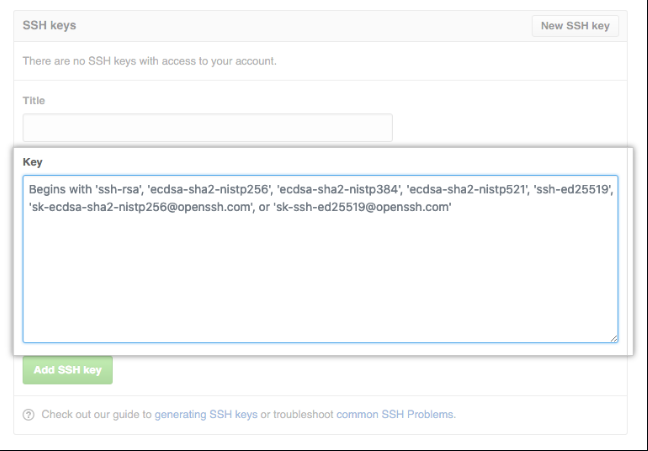 SSH keys
New SSH key
There are no SSH keys with access to your account.
Title
Key
Begins with 'ssh-rsa', 'ecdsa-sha2-nistp256', 'ecdsa-sha2-nistp384', 'ecdsa-sha2-nistp521', 'ssh-ed25519',
'sk-ecdsa-sha2-nistp256@openssh.com', or 'sk-ssh-ed25519@openssh.com'
Add SSH key
Check out our guide to generating SSH keys or troubleshoot common SSH Problems.